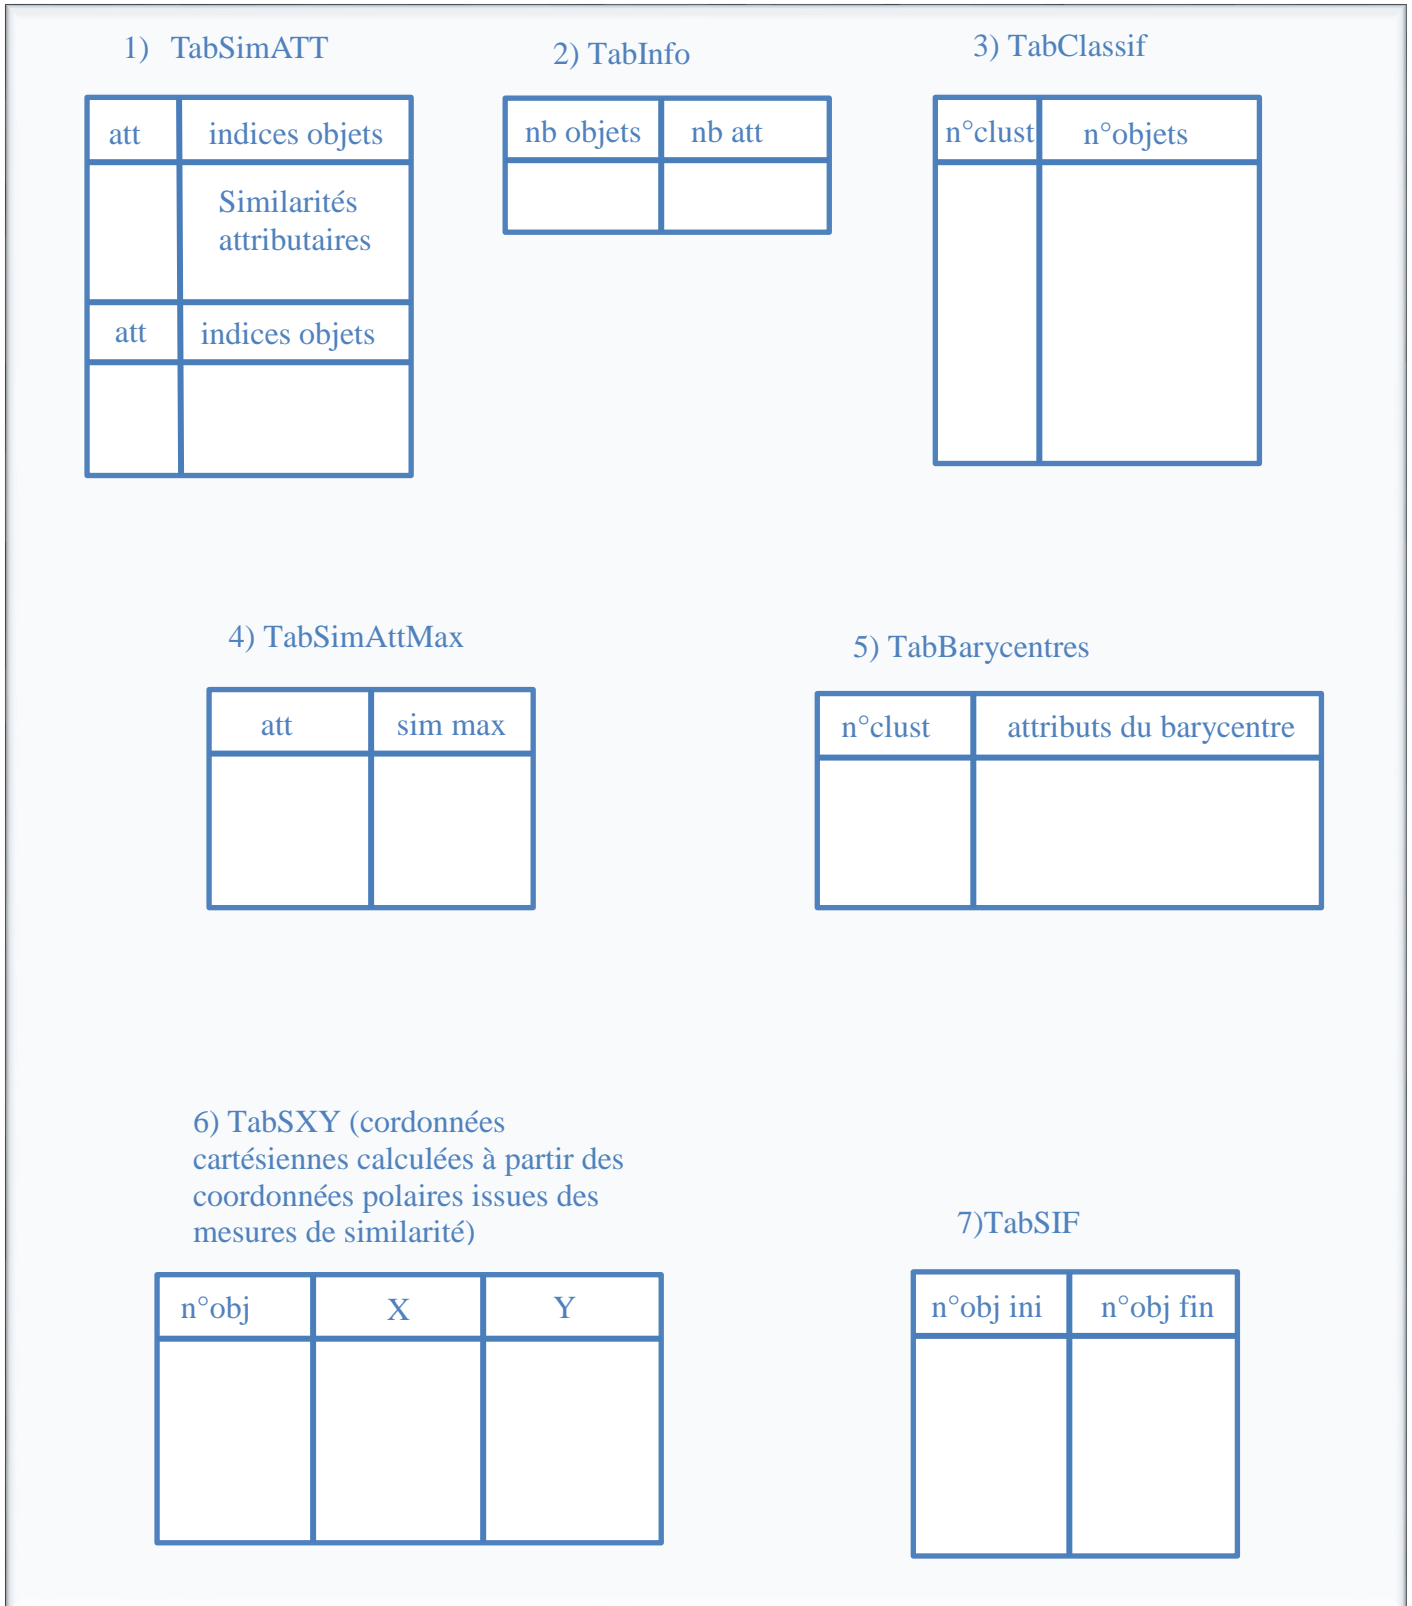 1) TabSimATT
att indices objets
Similarités
attributaires
att indices objets
2) TabInfo
nb objets nb att
3) TabClassif
n°clust n°objets
4) TabSimAttMax
att sim max
5) TabBarycentres
n°clust attributs du barycentre
6) TabSXY (cordonnées
cartésiennes calculées à partir des
coordonnées polaires issues des
mesures de similarité)
n°obj X Y
7)TabSIF
n°obj ini n°obj fin